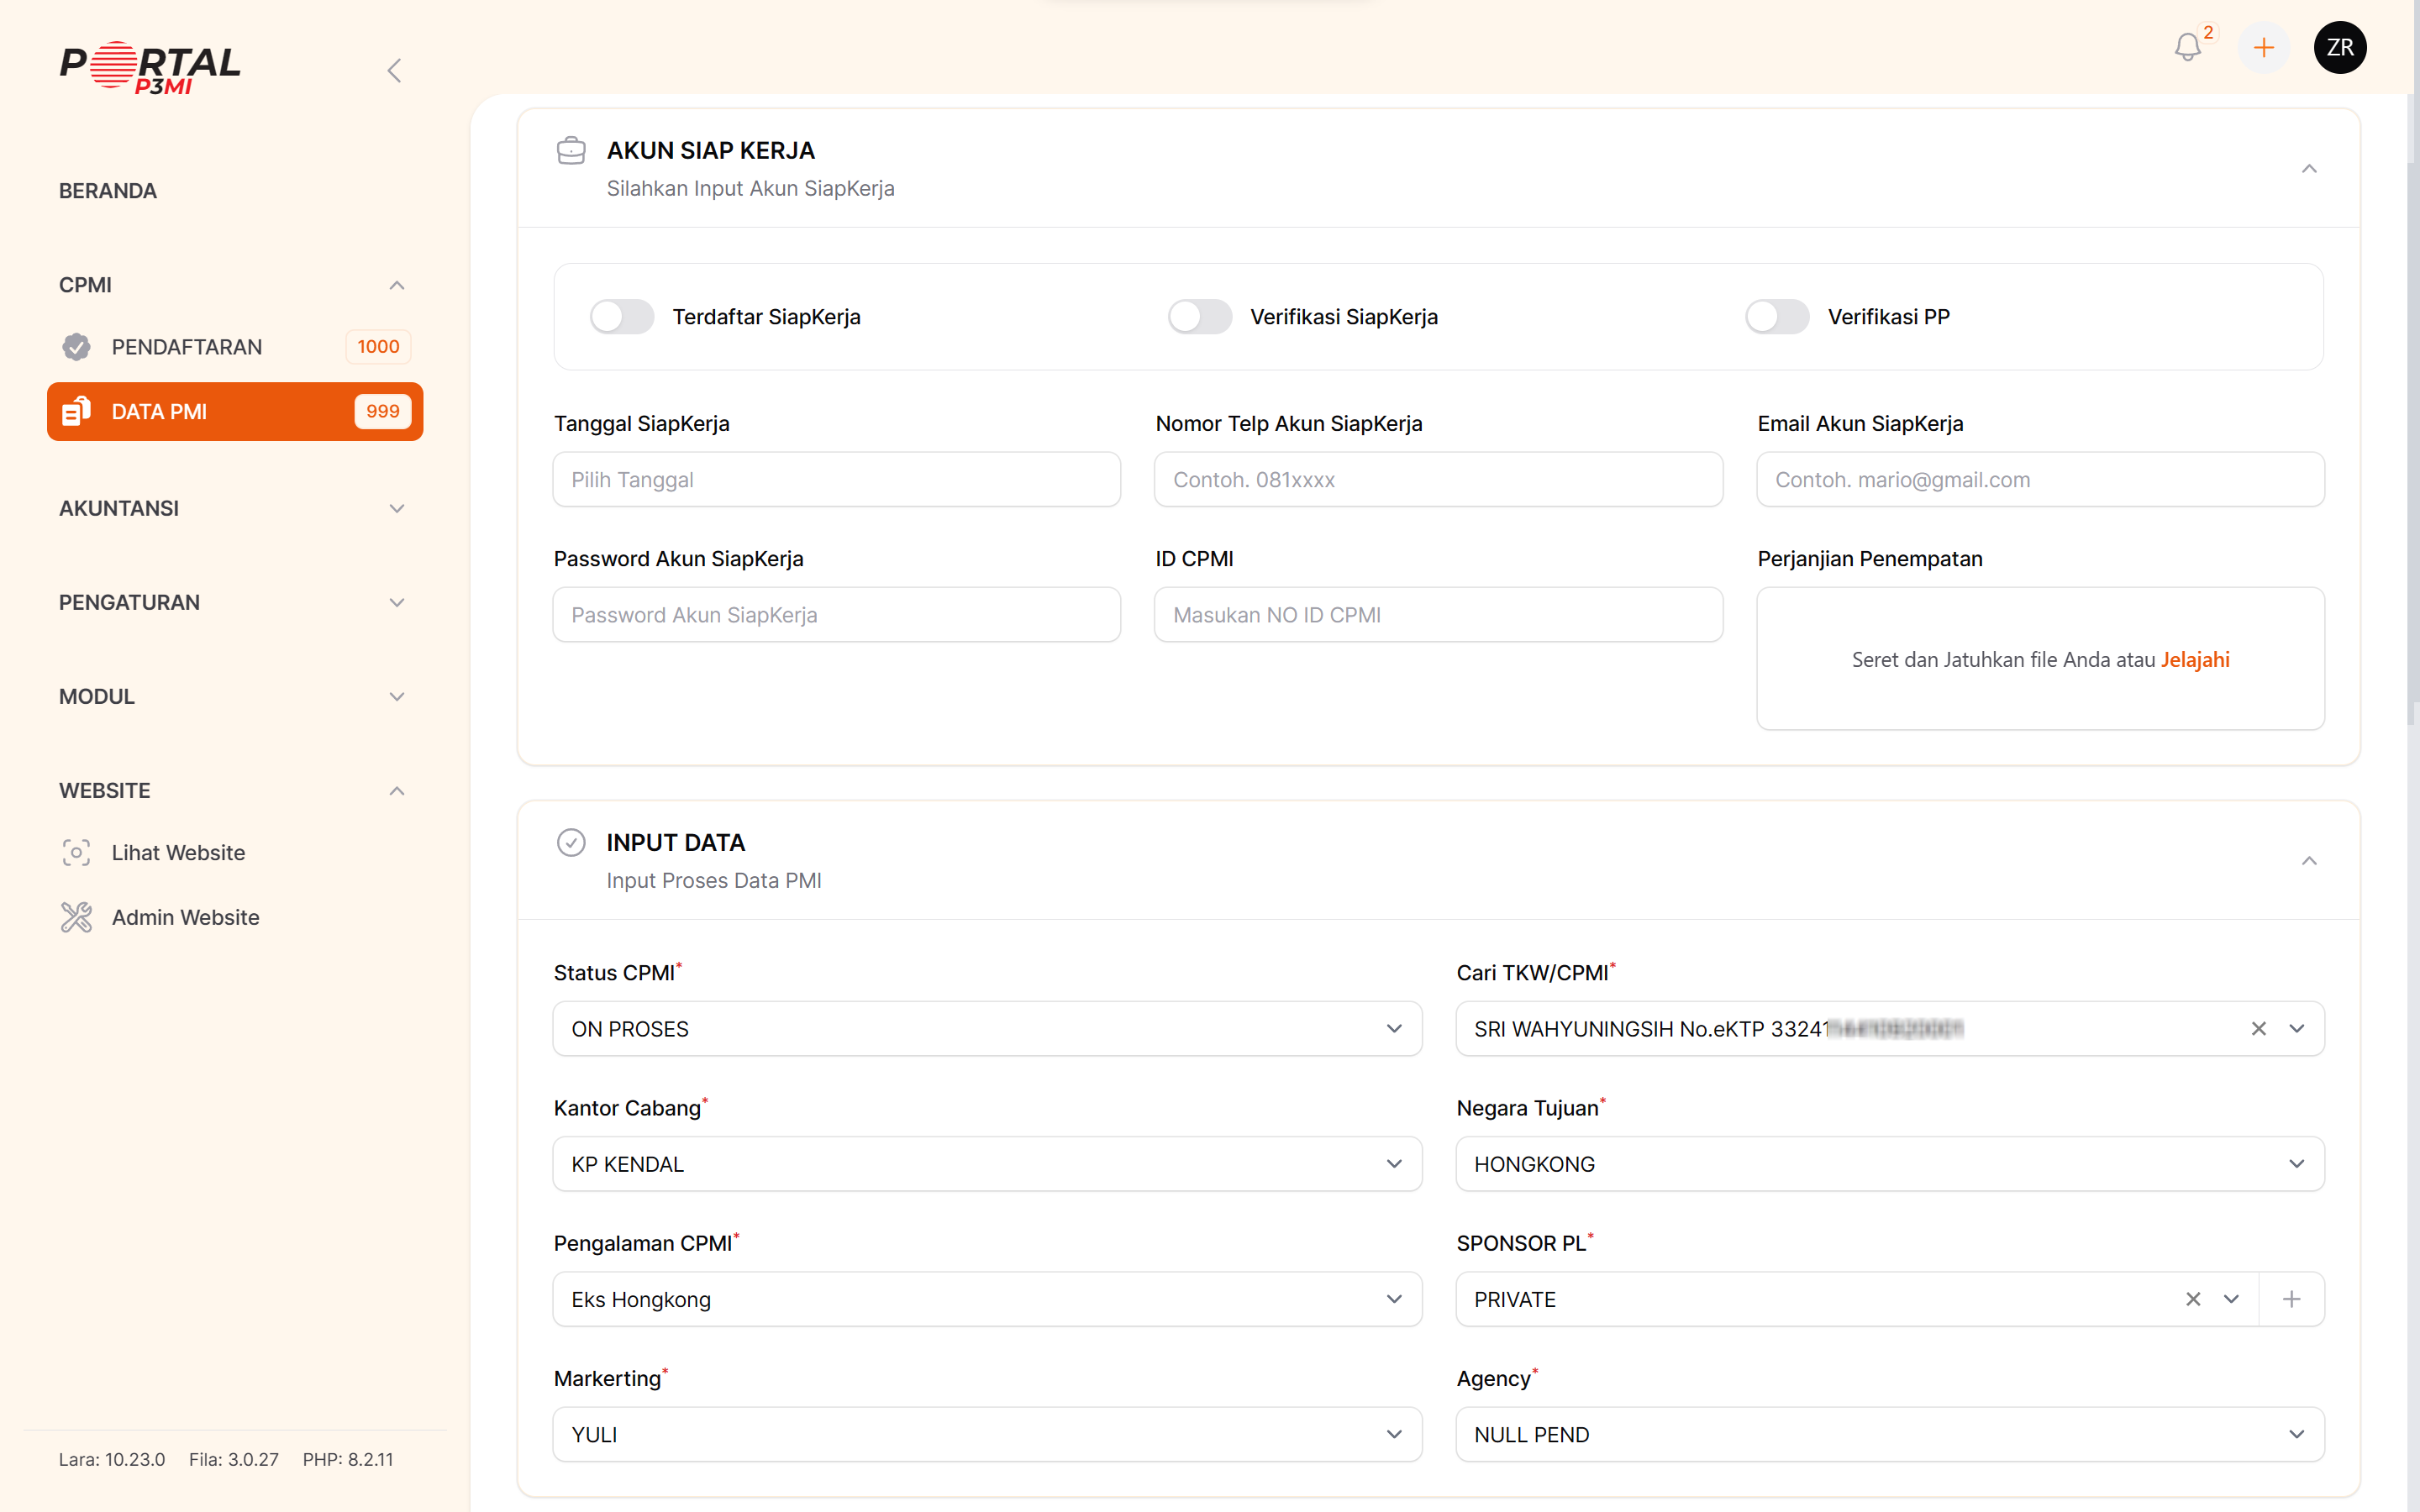 PORTAL
P3MI
2
ZR
BERANDA
CPMI
PENDAFTARAN 1000
DATA PMI 999
AKUNTANSI
PENGATURAN
MODUL
WEBSITE
Lihat Website
Admin Website
Lara: 10.23.0 Fila: 3.0.27 PHP: 8.2.11
AKUN SIAP KERJA
Silahkan Input Akun SiapKerja
Terdaftar SiapKerja Verifikasi SiapKerja Verifikasi PP
Tanggal SiapKerja Nomor Telp Akun SiapKerja Email Akun SiapKerja
Pilih Tanggal Contoh. 081xxxx Contoh. mario@gmail.com
Password Akun SiapKerja ID CPMI Perjanjian Penempatan
Password Akun SiapKerja Masukan NO ID CPMI
Seret dan Jatuhkan file Anda atau Jelajahi
INPUT DATA
Input Proses Data PMI
Status CPMI* Cari TKW/CPMI*
ON PROSES SRI WAHYUNINGSIH No.eKTP 33241
Kantor Cabang* Negara Tujuan*
KP KENDAL HONGKONG
Pengalaman CPMI* SPONSOR PL*
Eks Hongkong PRIVATE
Markerting* Agency*
YULI NULL PEND